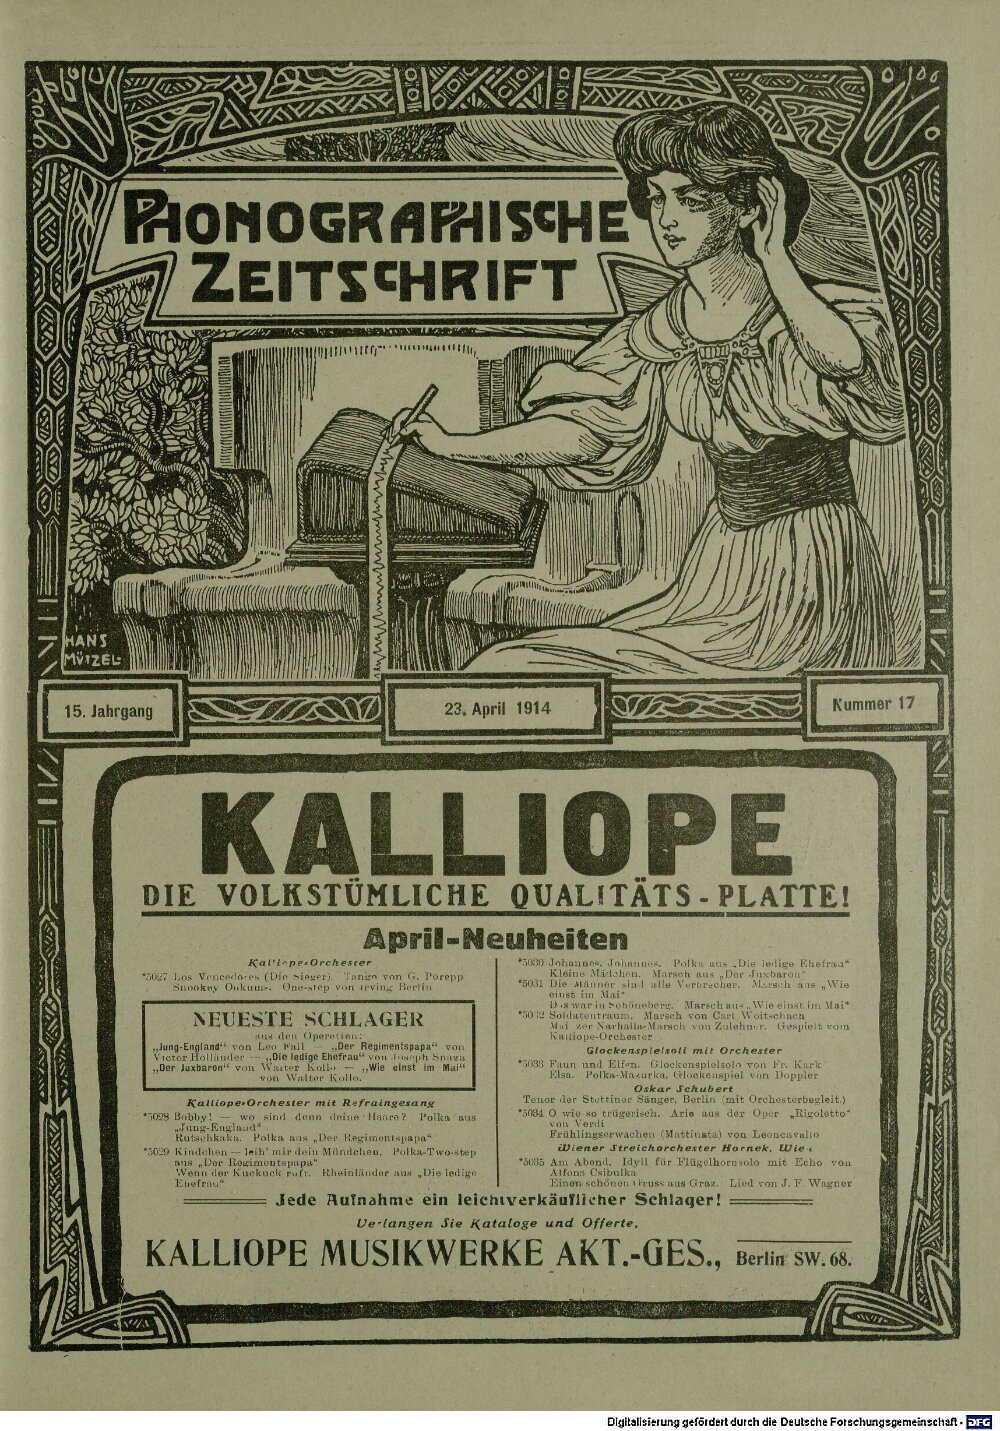 PHONOGRAPHISCHE
ZEITSCHRIFT
HANS
MÜTZEL
15. Jahrgang
23. April 1914
Nummer 17
KALLIOPE
DIE VOLKSTÜMLICHE QUALITÄTS-PLATTE!
April-Neuheiten
Kalliope-Orchester
*5027 Los Vencedores (Die Sieger). Tango von G. Porepp
Snookey Ookums. One-step von Irving Berlin
NEUESTE SCHLAGER
aus den Operetten:
„Jung-England“ von Leo Fall — „Der Regimentspapa“ von
Victor Holländer — „Die ledige Ehefrau“ von Joseph Snaga
„Der Juxbaron“ von Walter Kollo — „Wie einst im Mai“
von Walter Kollo.
Kalliope-Orchester mit Refraingesang
*5028 Bobby! — wo sind denn deine Haare? Polka aus
„Jung-England“
Rutschkaka. Polka aus „Der Regimentspapa“
*5029 Kindchen — leih' mir dein Mündchen. Polka-Two-step
aus „Der Regimentspapa“
Wenn der Kuckuck ruft. Rheinländer aus „Die ledige
Ehefrau“
*5030 Johannes, Johannes. Polka aus „Die ledige Ehefrau“
Kleine Mädchen. Marsch aus „Der Juxbaron“
*5031 Die Männer sind alle Verbrecher. Marsch aus „Wie
einst im Mai“
Das war in Schöneberg. Marsch aus „Wie einst im Mai“
*5032 Soldatentraum. Marsch von Carl Woitschach
Mainzer Narhalla-Marsch von Zulehner. Gespielt vom
Kalliope-Orchester
Glockenspielsoli mit Orchester
*5033 Faun und Elfen. Glockenspielsolo von Fr. Kark
Elsa. Polka-Mazurka, Glockenspiel von Doppler
Oskar Schubert
Tenor der Stettiner Sänger, Berlin (mit Orchesterbegleit.)
*5034 O wie so trügerisch. Arie aus der Oper „Rigoletto“
von Verdi
Frühlingserwachen (Mattinata) von Leoncavallo
Wiener Streichorchester Hornek, Wien
*5035 Am Abend. Idyll für Flügelhornsolo mit Echo von
Alfons Csibulka
Einen schönen Gruss aus Graz. Lied von J. F. Wagner
Jede Aufnahme ein leichtverkäuflicher Schlager!
Verlangen Sie Kataloge und Offerte.
KALLIOPE MUSIKWERKE AKT.-GES., Berlin SW. 68.
Digitalisierung gefördert durch die Deutsche Forschungsgemeinschaft - DFG